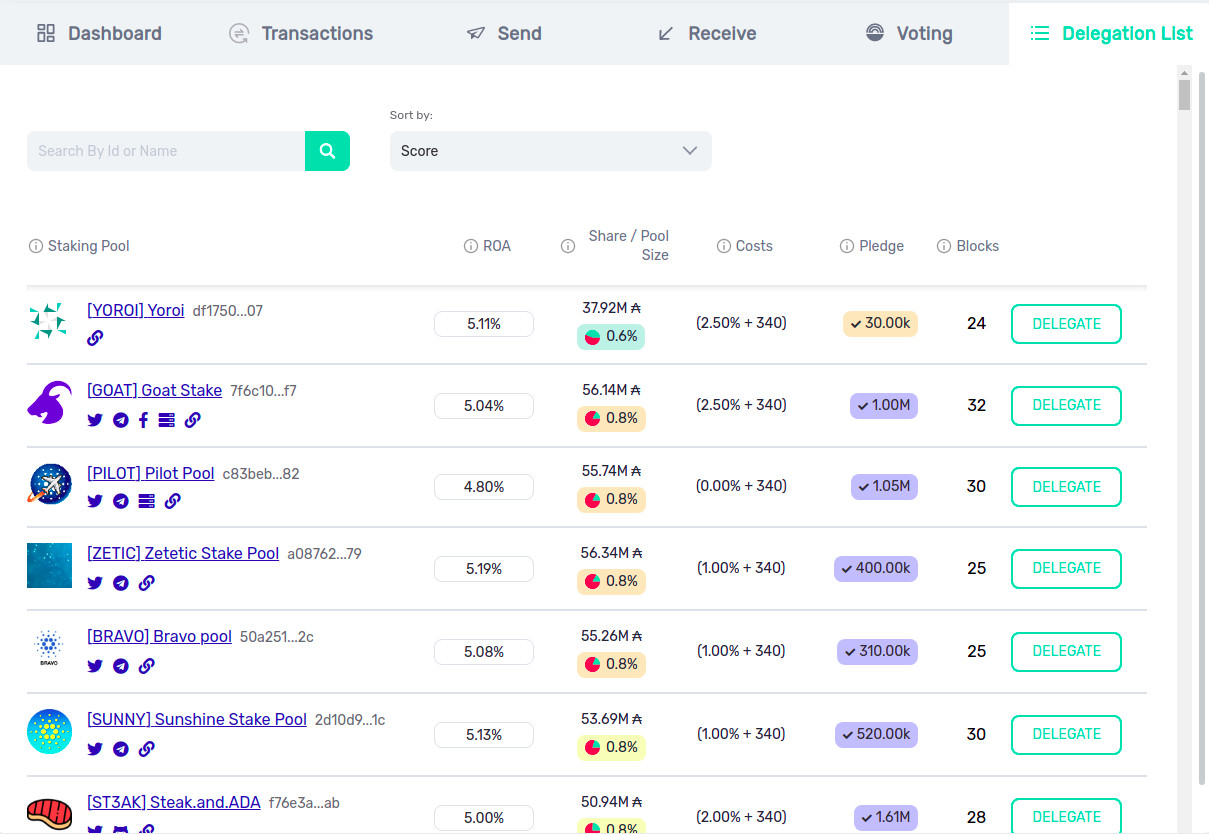 Dashboard Transactions Send Receive Voting Delegation List
Sort by:
Search By Id or Name Score
Staking Pool ROA Share / Pool Size Costs Pledge Blocks
[YOROI] Yoroi df1750...07 5.11% 37.92M ₳ 0.6% (2.50% + 340) 30.00k 24 DELEGATE
[GOAT] Goat Stake 7f6c10...f7 5.04% 56.14M ₳ 0.8% (2.50% + 340) 1.00M 32 DELEGATE
[PILOT] Pilot Pool c83beb...82 4.80% 55.74M ₳ 0.8% (0.00% + 340) 1.05M 30 DELEGATE
[ZETIC] Zetetic Stake Pool a08762...79 5.19% 56.34M ₳ 0.8% (1.00% + 340) 400.00k 25 DELEGATE
[BRAVO] Bravo pool 50a251...2c 5.08% 55.26M ₳ 0.8% (1.00% + 340) 310.00k 25 DELEGATE
BRAVO
[SUNNY] Sunshine Stake Pool 2d10d9...1c 5.13% 53.69M ₳ 0.8% (1.00% + 340) 520.00k 30 DELEGATE
[ST3AK] Steak.and.ADA f76e3a...ab 5.00% 50.94M ₳ 0.8% (2.00% + 340) 1.61M 28 DELEGATE